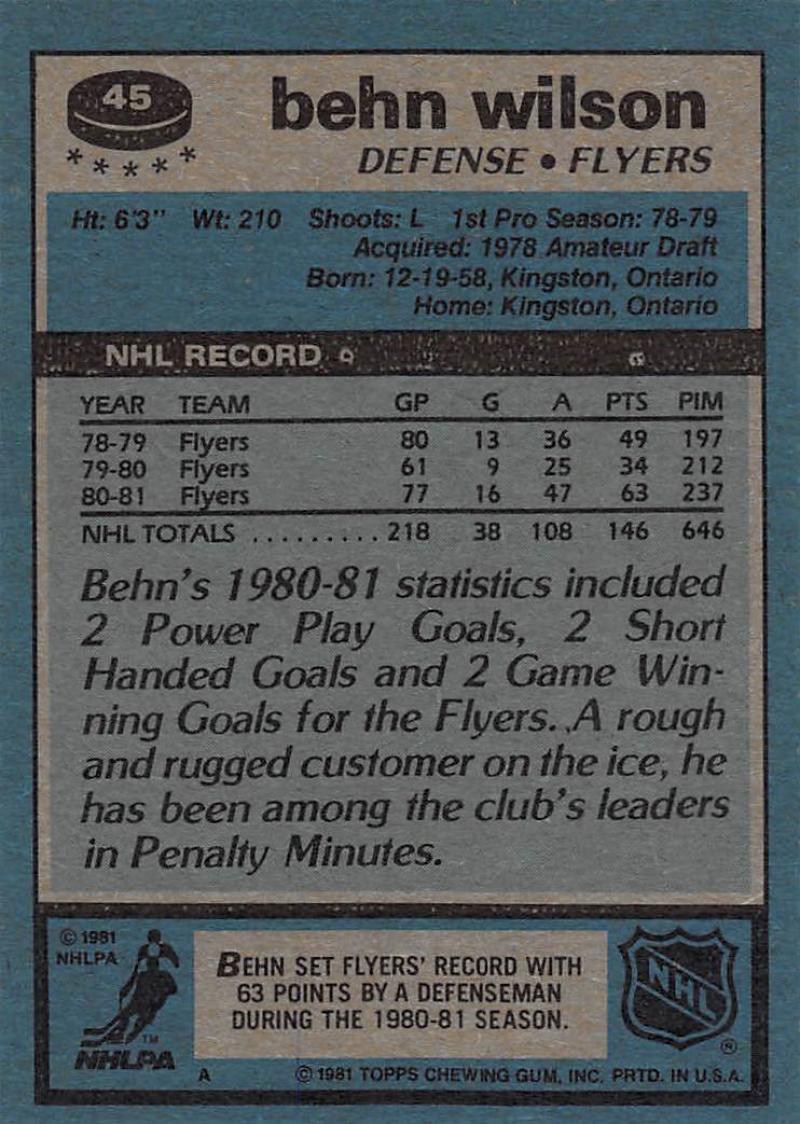 45
behn wilson
* * * * *
DEFENSE • FLYERS
Ht: 6'3" Wt: 210 Shoots: L 1st Pro Season: 78-79
Acquired: 1978 Amateur Draft
Born: 12-19-58, Kingston, Ontario
Home: Kingston, Ontario
NHL RECORD
YEAR TEAM GP G A PTS PIM
78-79 Flyers 80 13 36 49 197
79-80 Flyers 61 9 25 34 212
80-81 Flyers 77 16 47 63 237
NHL TOTALS ......... 218 38 108 146 646
Behn's 1980-81 statistics included
2 Power Play Goals, 2 Short
Handed Goals and 2 Game Win-
ning Goals for the Flyers. A rough
and rugged customer on the ice, he
has been among the club's leaders
in Penalty Minutes.
© 1981
NHLPA
TM
NHLPA
BEHN SET FLYERS' RECORD WITH
63 POINTS BY A DEFENSEMAN
DURING THE 1980-81 SEASON.
NHL
®
A © 1981 TOPPS CHEWING GUM, INC. PRTD. IN U.S.A.